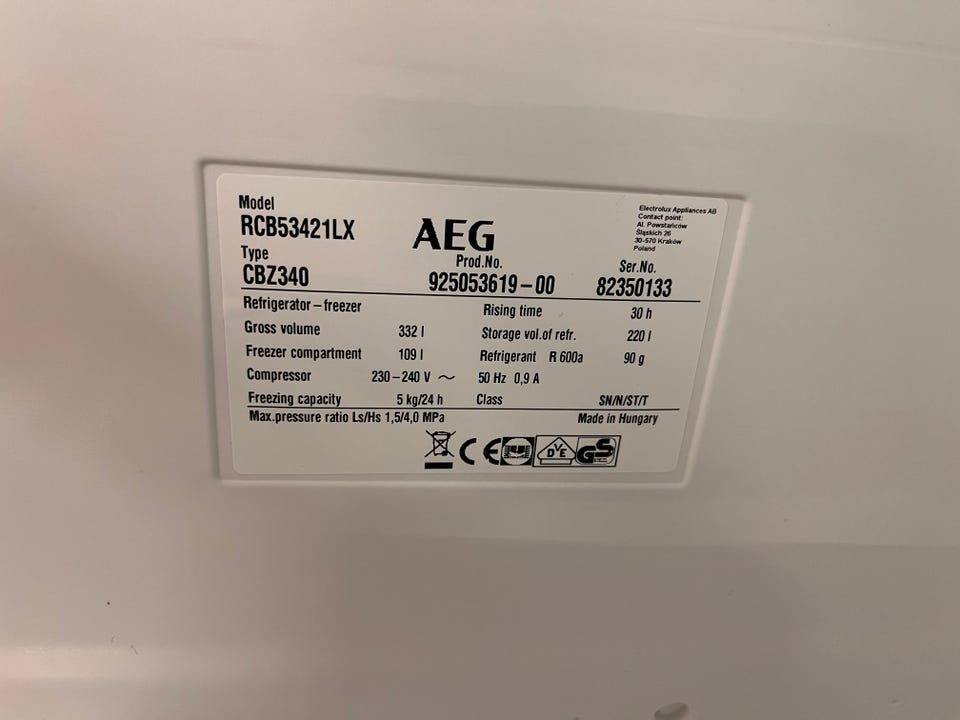 Model
RCB53421LX
AEG
Electrolux Appliances AB
Contact point:
Al. Powstańców
Śląskich 26
30-570 Kraków
Poland
Type
CBZ340
Prod.No.
925053619-00
Ser.No.
82350133
Refrigerator - freezer
Rising time 30 h
Gross volume 332 l
Storage vol.of refr. 220 l
Freezer compartment 109 l
Refrigerant R 600a 90 g
Compressor 230-240 V ~ 50 Hz 0,9 A
Freezing capacity 5 kg/24 h
Class SN/N/ST/T
Max.pressure ratio Ls/Hs 1,5/4,0 MPa
Made in Hungary
CE
DVE
GS